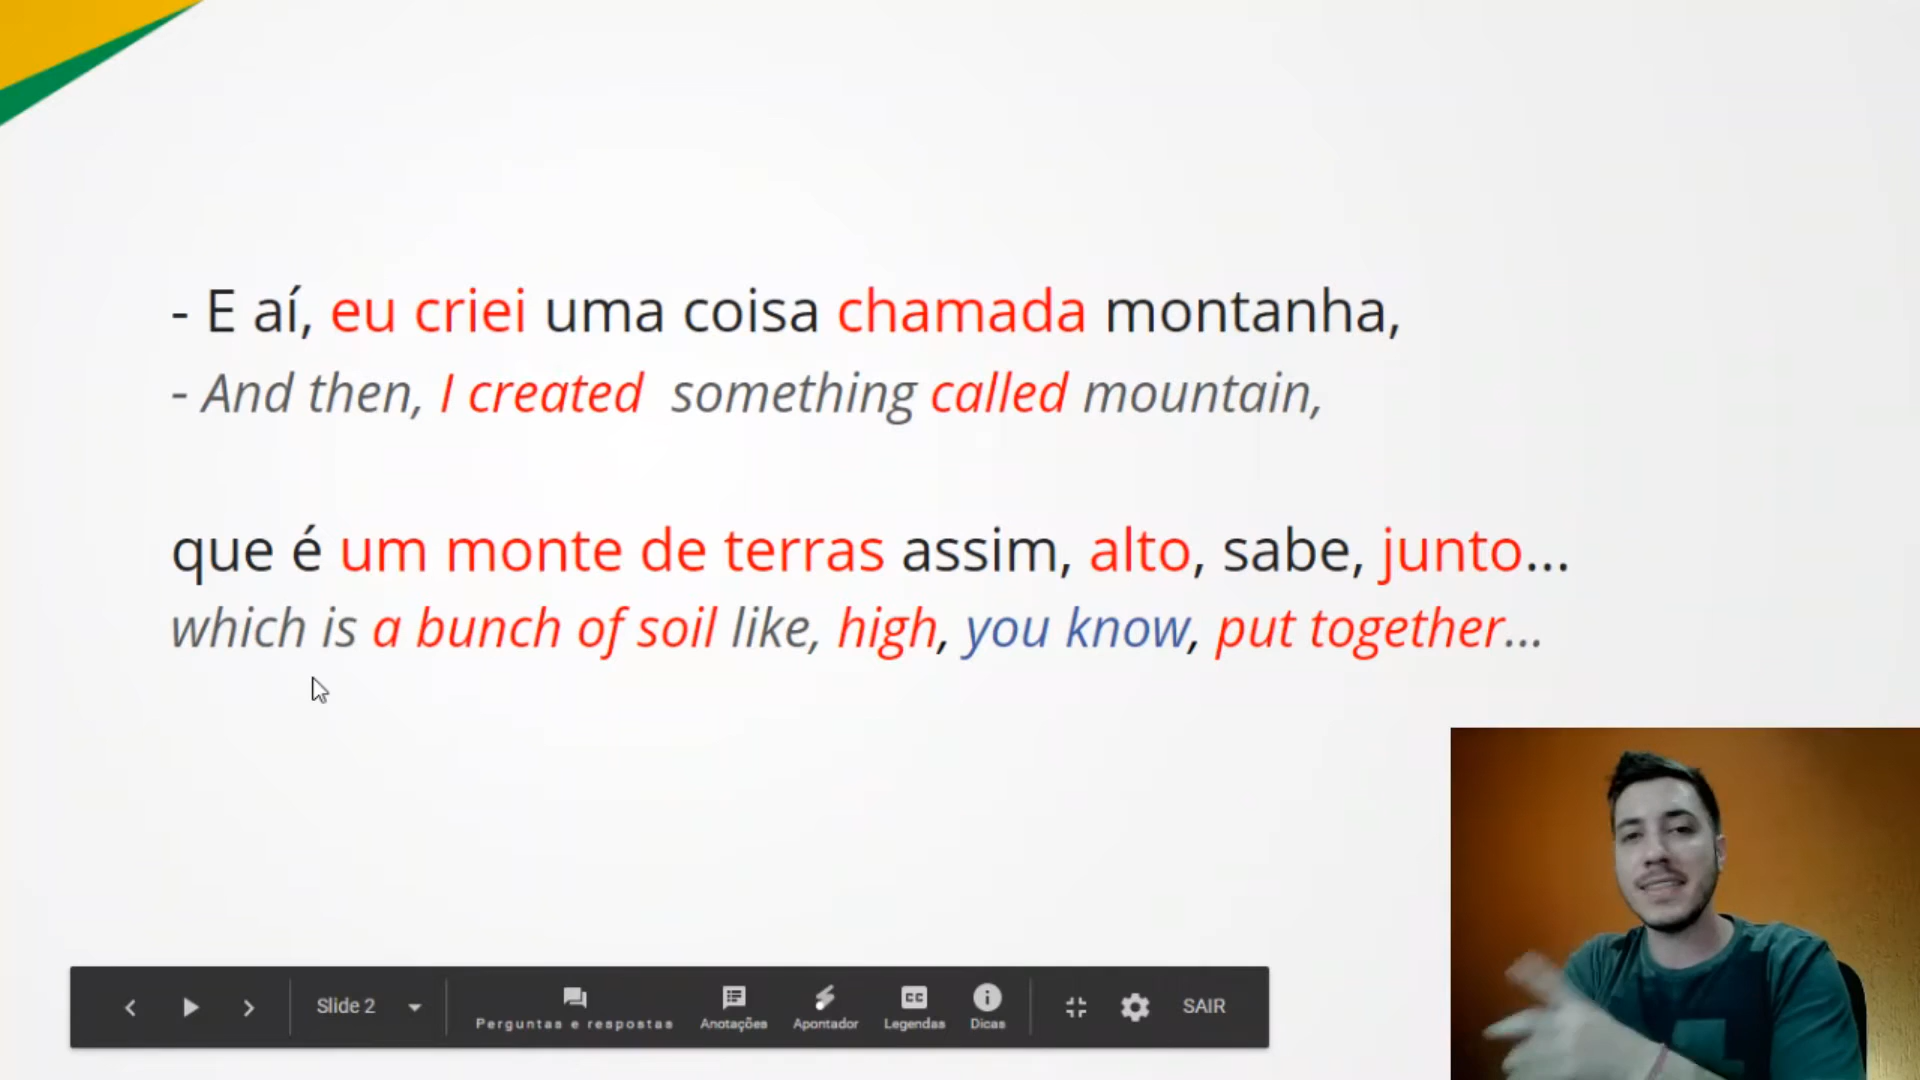 - E aí, eu criei uma coisa chamada montanha,
- And then, I created something called mountain,
que é um monte de terras assim, alto, sabe, junto...
which is a bunch of soil like, high, you know, put together...
Slide 2
Perguntas e respostas
Anotações
Apontador
Legendas
Dicas
SAIR